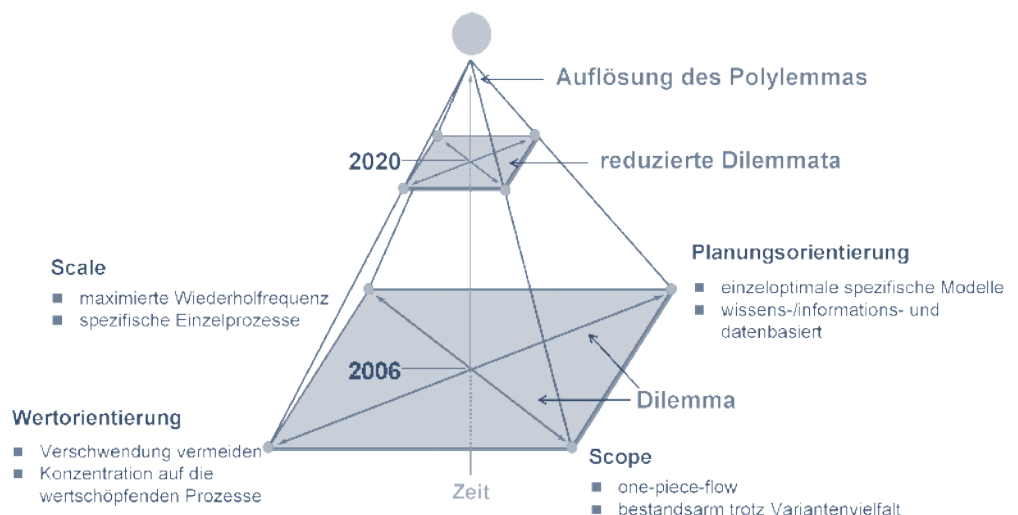 Auflösung des Polylemmas
2020
reduzierte Dilemmata
Scale
■ maximierte Wiederholfrequenz
■ spezifische Einzelprozesse
Planungsorientierung
■ einzeloptimale spezifische Modelle
■ wissens-/informations- und
datenbasiert
2006
Dilemma
Wertorientierung
■ Verschwendung vermeiden
■ Konzentration auf die
wertschöpfenden Prozesse
Scope
■ one-piece-flow
■ bestandsarm trotz Variantenvielfalt
Zeit